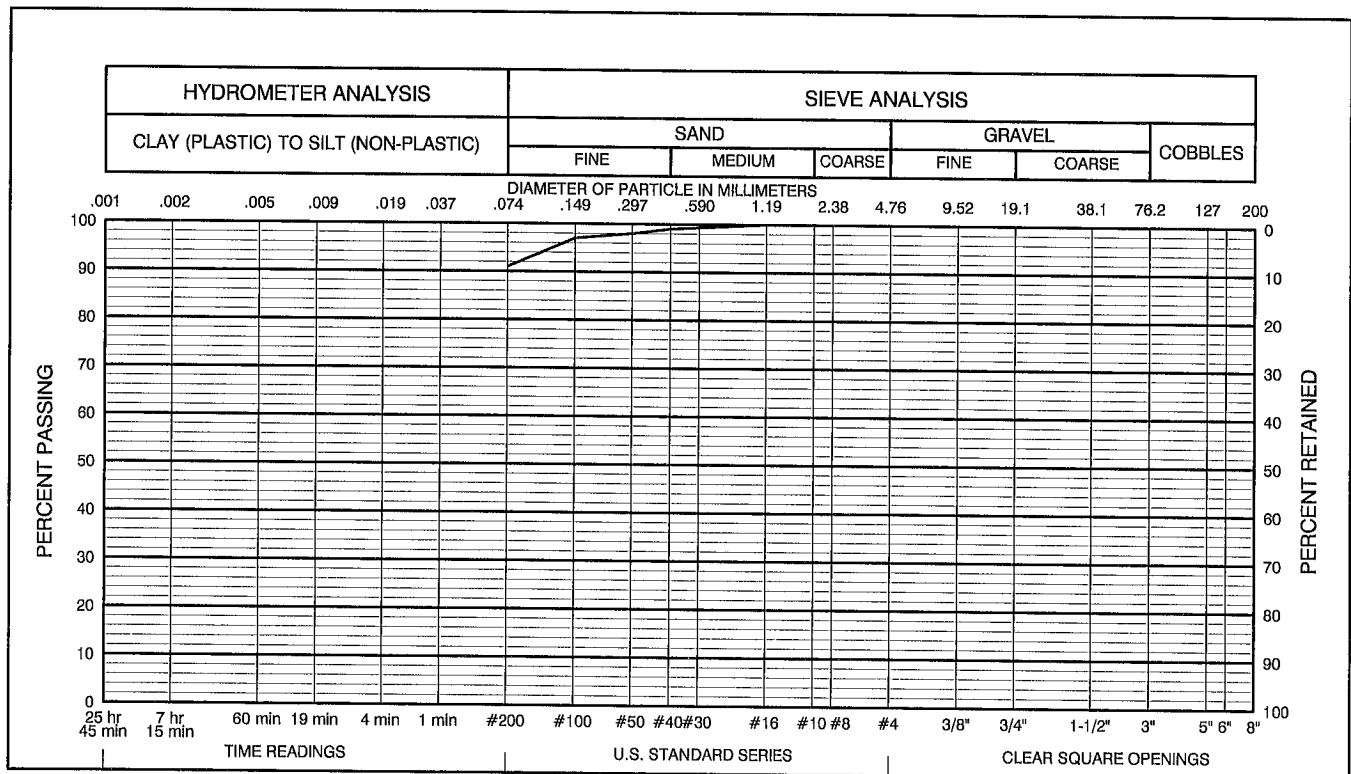 HYDROMETER ANALYSIS SIEVE ANALYSIS
CLAY (PLASTIC) TO SILT (NON-PLASTIC) SAND GRAVEL COBBLES
FINE MEDIUM COARSE FINE COARSE
DIAMETER OF PARTICLE IN MILLIMETERS
.001 .002 .005 .009 .019 .037 .074 .149 .297 .590 1.19 2.38 4.76 9.52 19.1 38.1 76.2 127 200
100 0
90 10
80 20
70 30
60 40
50 50
40 60
30 70
20 80
10 90
0 100
PERCENT PASSING
PERCENT RETAINED
25 hr 7 hr 60 min 19 min 4 min 1 min #200 #100 #50 #40 #30 #16 #10 #8 #4 3/8" 3/4" 1-1/2" 3" 5" 6" 8"
45 min 15 min
TIME READINGS U.S. STANDARD SERIES CLEAR SQUARE OPENINGS